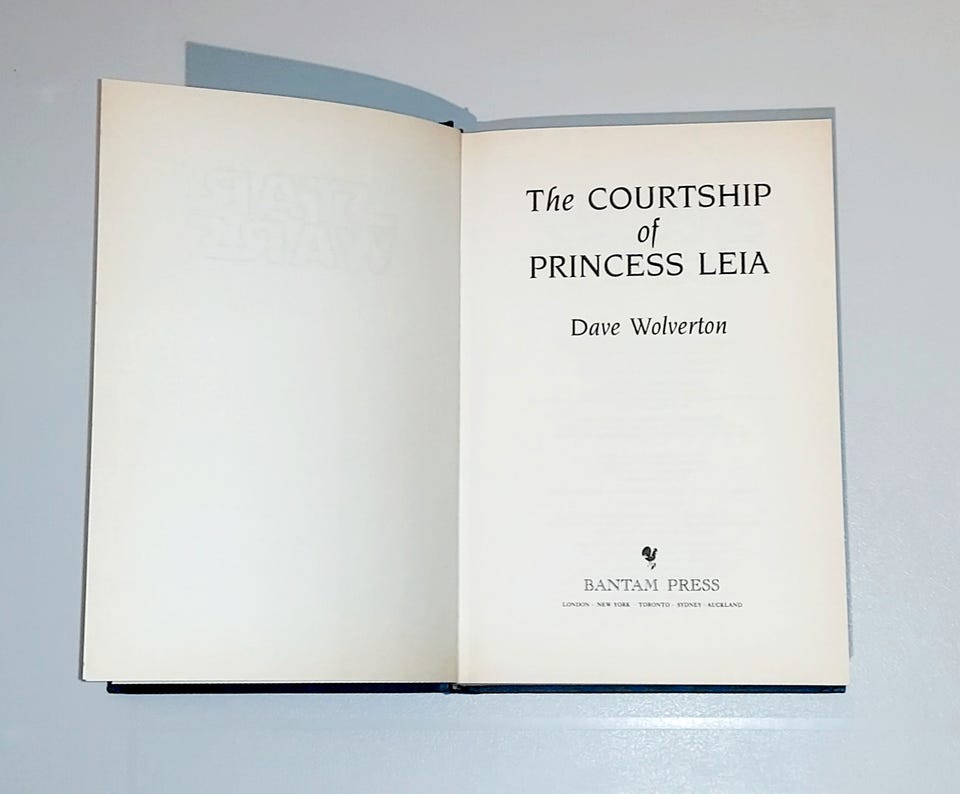 The COURTSHIP
of
PRINCESS LEIA
Dave Wolverton
BANTAM PRESS
LONDON · NEW YORK · TORONTO · SYDNEY · AUCKLAND